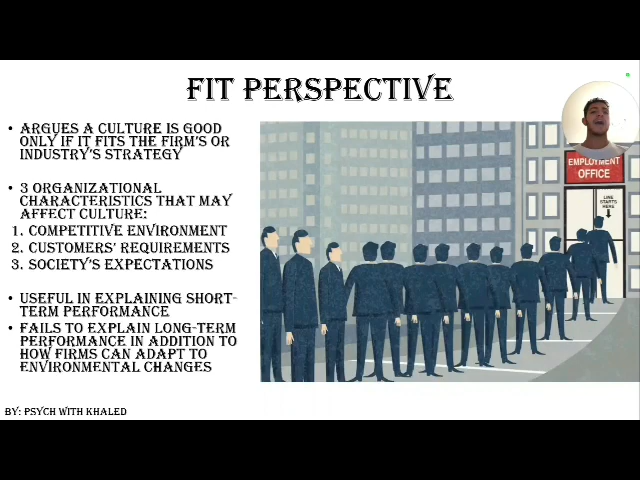 FIT PERSPECTIVE
• ARGUES A CULTURE IS GOOD
ONLY IF IT FITS THE FIRM'S OR
INDUSTRY'S STRATEGY
• 3 ORGANIZATIONAL
CHARACTERISTICS THAT MAY
AFFECT CULTURE:
1. COMPETITIVE ENVIRONMENT
2. CUSTOMERS' REQUIREMENTS
3. SOCIETY'S EXPECTATIONS
• USEFUL IN EXPLAINING SHORT-
TERM PERFORMANCE
• FAILS TO EXPLAIN LONG-TERM
PERFORMANCE IN ADDITION TO
HOW FIRMS CAN ADAPT TO
ENVIRONMENTAL CHANGES
EMPLOYMENT
OFFICE
LINE
STARTS
HERE
BY: PSYCH WITH KHALED